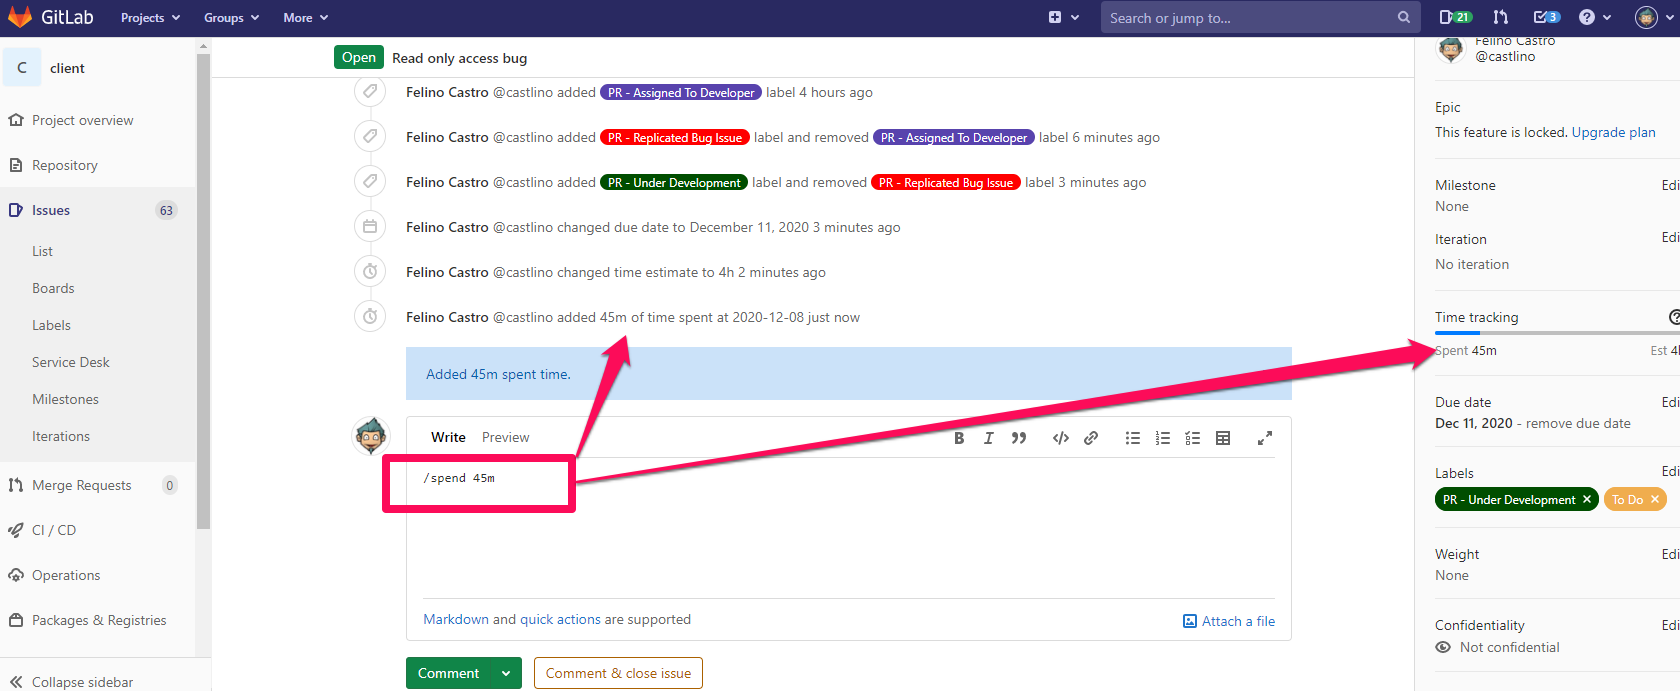 GitLab Projects Groups More Search or jump to... 21 3
C client
Project overview
Repository
Issues 63
List
Boards
Labels
Service Desk
Milestones
Iterations
Merge Requests 0
CI / CD
Operations
Packages & Registries
Collapse sidebar
Open Read only access bug
Felino Castro @castlino added PR - Assigned To Developer label 4 hours ago
Felino Castro @castlino added PR - Replicated Bug Issue label and removed PR - Assigned To Developer label 6 minutes ago
Felino Castro @castlino added PR - Under Development label and removed PR - Replicated Bug Issue label 3 minutes ago
Felino Castro @castlino changed due date to December 11, 2020 3 minutes ago
Felino Castro @castlino changed time estimate to 4h 2 minutes ago
Felino Castro @castlino added 45m of time spent at 2020-12-08 just now
Added 45m spent time.
Write Preview
/spend 45m
Markdown and quick actions are supported
Attach a file
Comment Comment & close issue
Felino Castro
@castlino
Epic
This feature is locked. Upgrade plan
Milestone Edi
None
Iteration Edi
No iteration
Time tracking
Spent 45m Est 4
Due date Edi
Dec 11, 2020 - remove due date
Labels Edi
PR - Under Development × To Do ×
Weight Edi
None
Confidentiality Edi
Not confidential